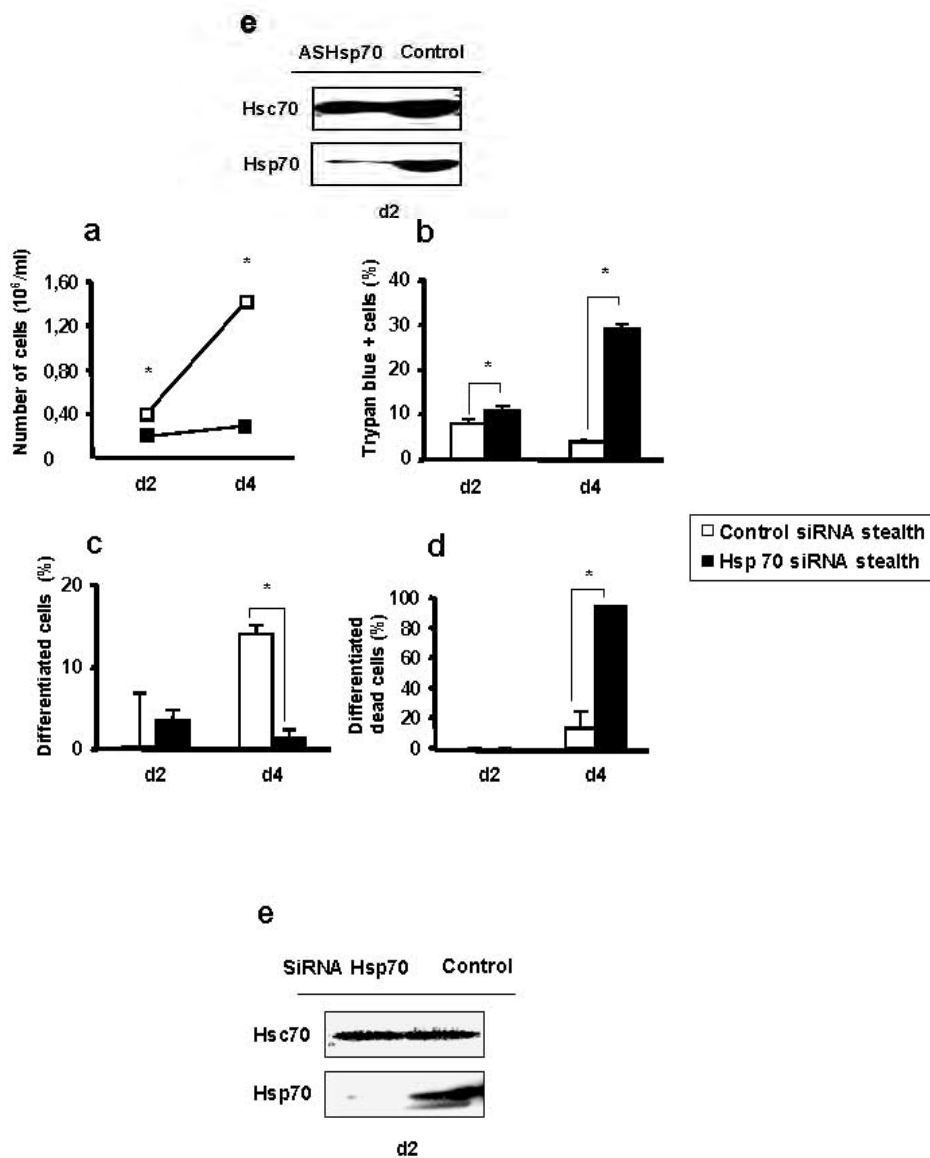 e
ASHsp70 Control
Hsc70
Hsp70
d2
a
Number of cells (10⁶/ml)
1,60
1,20
0,80
0,40
0
*
*
d2 d4
b
Trypan blue + cells (%)
40
30
20
10
0
*
*
d2 d4
c
Differentiated cells (%)
20
10
0
*
d2 d4
d
Differentiated
dead cells (%)
100
80
60
40
20
0
*
d2 d4
Control siRNA stealth
Hsp 70 siRNA stealth
e
SiRNA Hsp70 Control
Hsc70
Hsp70
d2